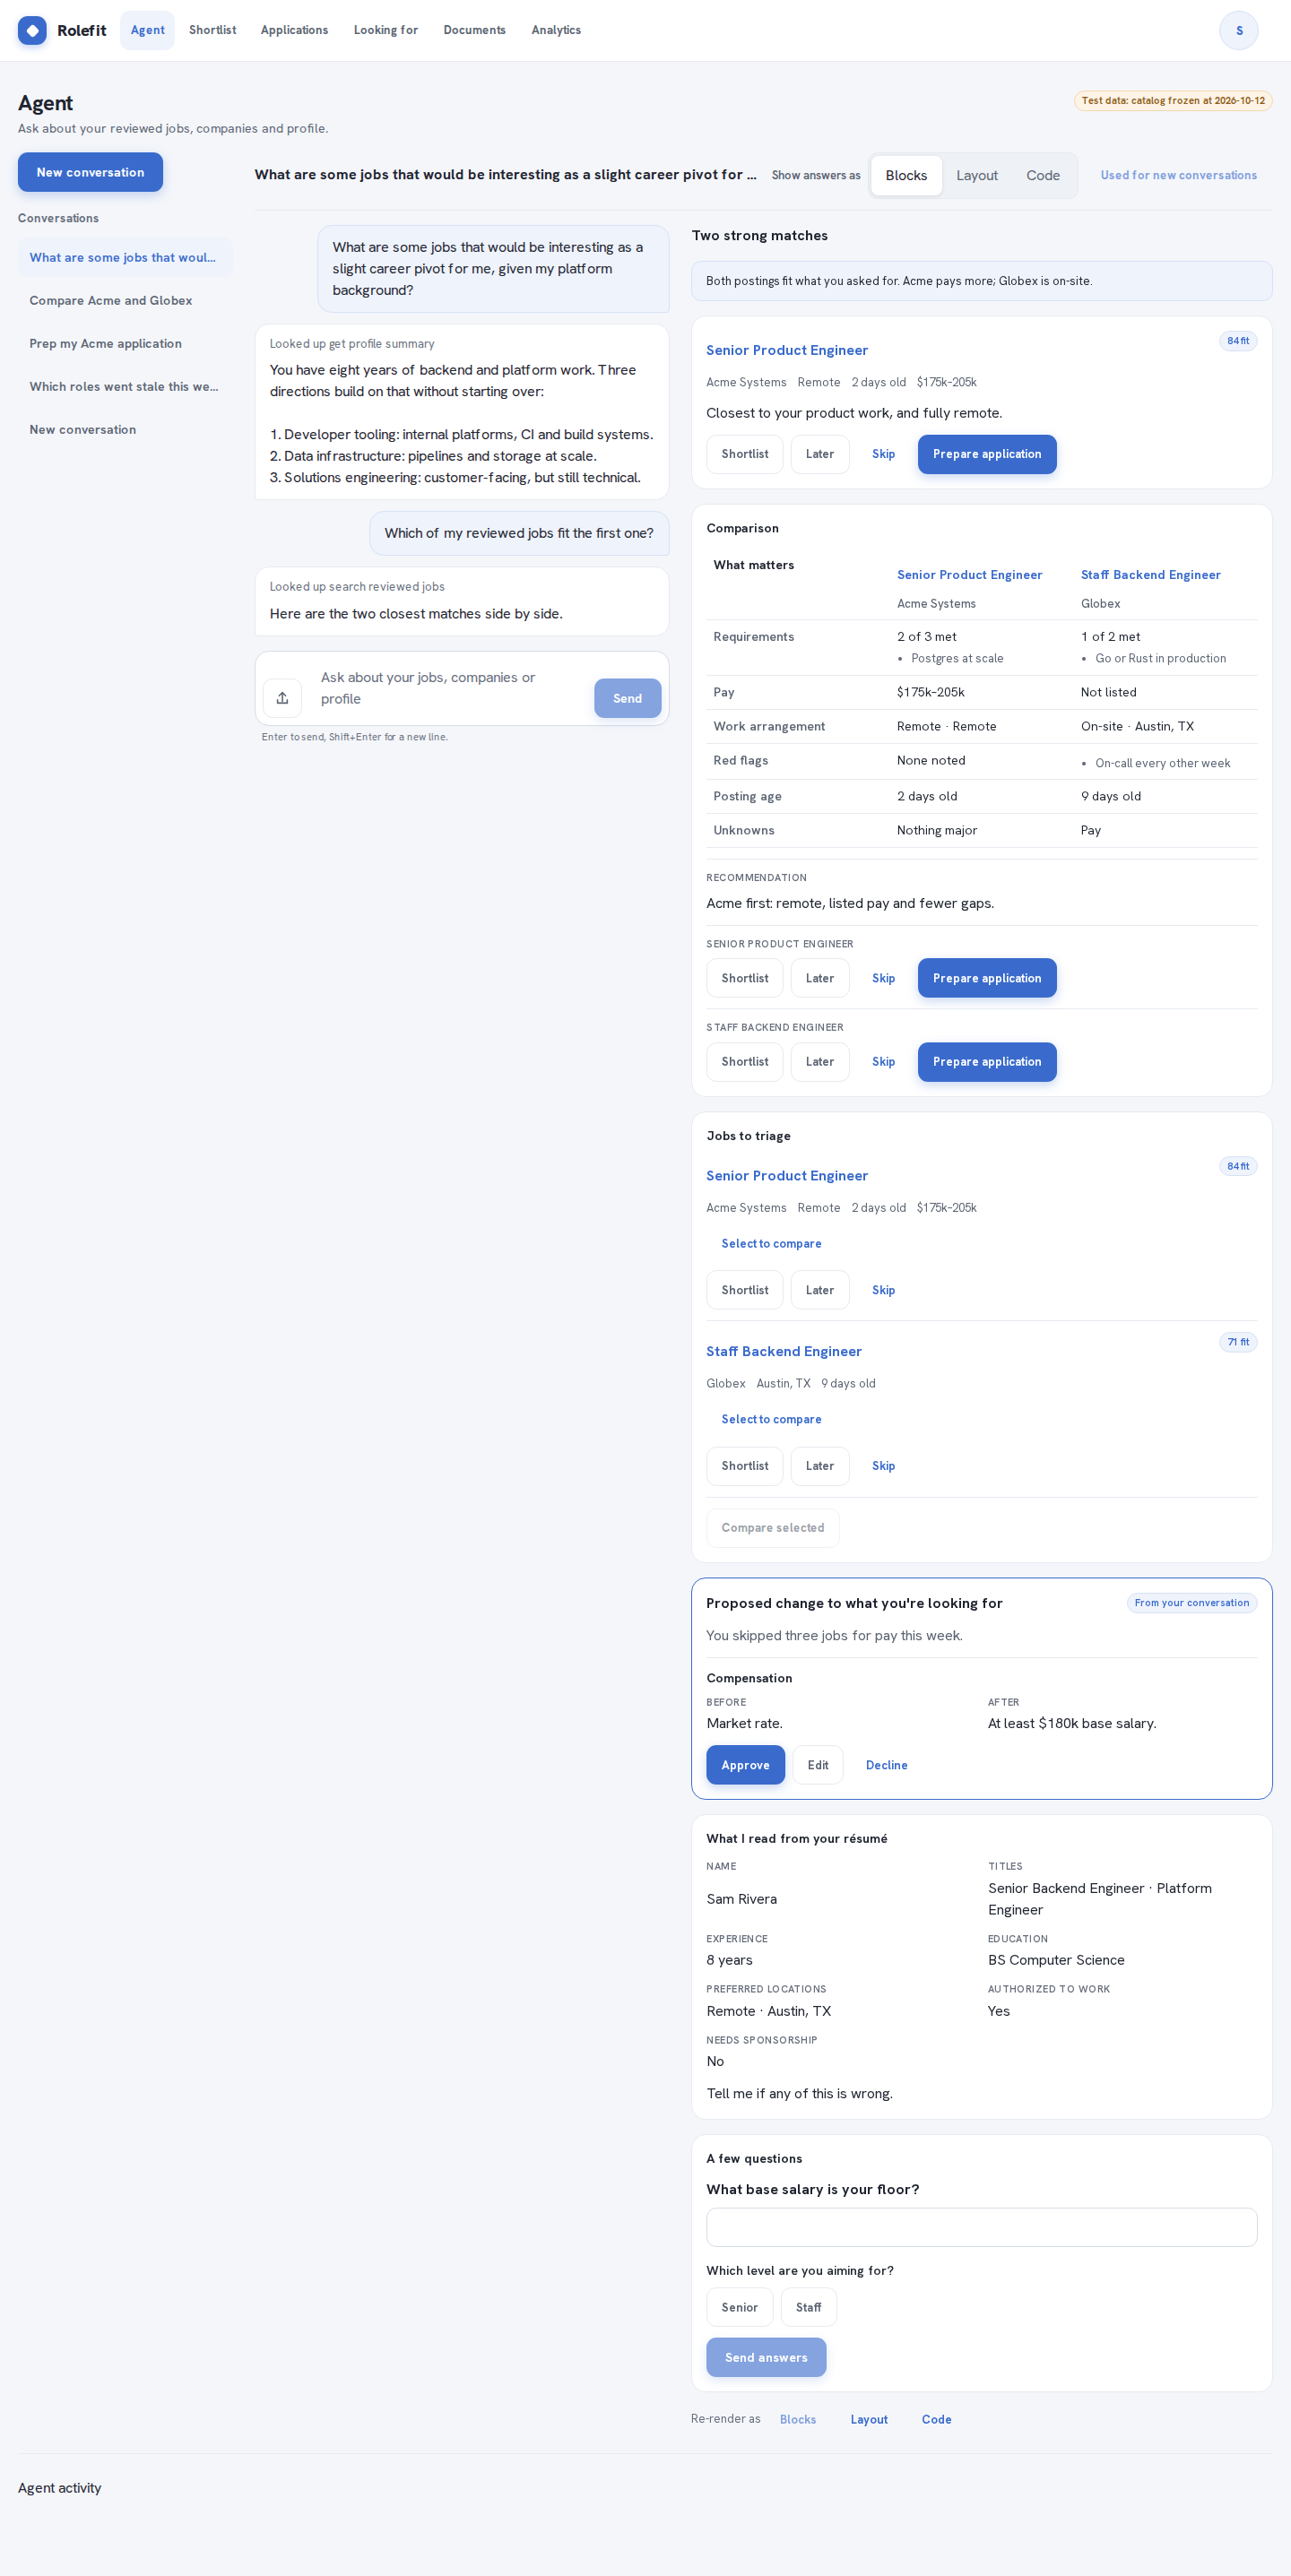 Rolefit
Agent
Shortlist
Applications
Looking for
Documents
Analytics
S
Agent
Test data: catalog frozen at 2026-10-12
Ask about your reviewed jobs, companies and profile.
New conversation
Conversations
What are some jobs that woul...
Compare Acme and Globex
Prep my Acme application
Which roles went stale this we...
New conversation
What are some jobs that would be interesting as a slight career pivot for ...
Show answers as
Blocks
Layout
Code
Used for new conversations
What are some jobs that would be interesting as a
slight career pivot for me, given my platform
background?
Looked up get profile summary
You have eight years of backend and platform work. Three
directions build on that without starting over:
1. Developer tooling: internal platforms, CI and build systems.
2. Data infrastructure: pipelines and storage at scale.
3. Solutions engineering: customer-facing, but still technical.
Which of my reviewed jobs fit the first one?
Looked up search reviewed jobs
Here are the two closest matches side by side.
Ask about your jobs, companies or
profile
Send
Enter to send, Shift+Enter for a new line.
Two strong matches
Both postings fit what you asked for. Acme pays more; Globex is on-site.
Senior Product Engineer
84 fit
Acme Systems Remote 2 days old $175k–205k
Closest to your product work, and fully remote.
Shortlist Later Skip Prepare application
Comparison
What matters
Senior Product Engineer Staff Backend Engineer
Acme Systems Globex
Requirements 2 of 3 met 1 of 2 met
• Postgres at scale • Go or Rust in production
Pay $175k–205k Not listed
Work arrangement Remote · Remote On-site · Austin, TX
Red flags None noted • On-call every other week
Posting age 2 days old 9 days old
Unknowns Nothing major Pay
RECOMMENDATION
Acme first: remote, listed pay and fewer gaps.
SENIOR PRODUCT ENGINEER
Shortlist Later Skip Prepare application
STAFF BACKEND ENGINEER
Shortlist Later Skip Prepare application
Jobs to triage
Senior Product Engineer
84 fit
Acme Systems Remote 2 days old $175k–205k
Select to compare
Shortlist Later Skip
Staff Backend Engineer
71 fit
Globex Austin, TX 9 days old
Select to compare
Shortlist Later Skip
Compare selected
Proposed change to what you're looking for
From your conversation
You skipped three jobs for pay this week.
Compensation
BEFORE AFTER
Market rate. At least $180k base salary.
Approve Edit Decline
What I read from your résumé
NAME
Sam Rivera
TITLES
Senior Backend Engineer · Platform
Engineer
EXPERIENCE EDUCATION
8 years BS Computer Science
PREFERRED LOCATIONS AUTHORIZED TO WORK
Remote · Austin, TX Yes
NEEDS SPONSORSHIP
No
Tell me if any of this is wrong.
A few questions
What base salary is your floor?
Which level are you aiming for?
Senior Staff
Send answers
Re-render as Blocks Layout Code
Agent activity